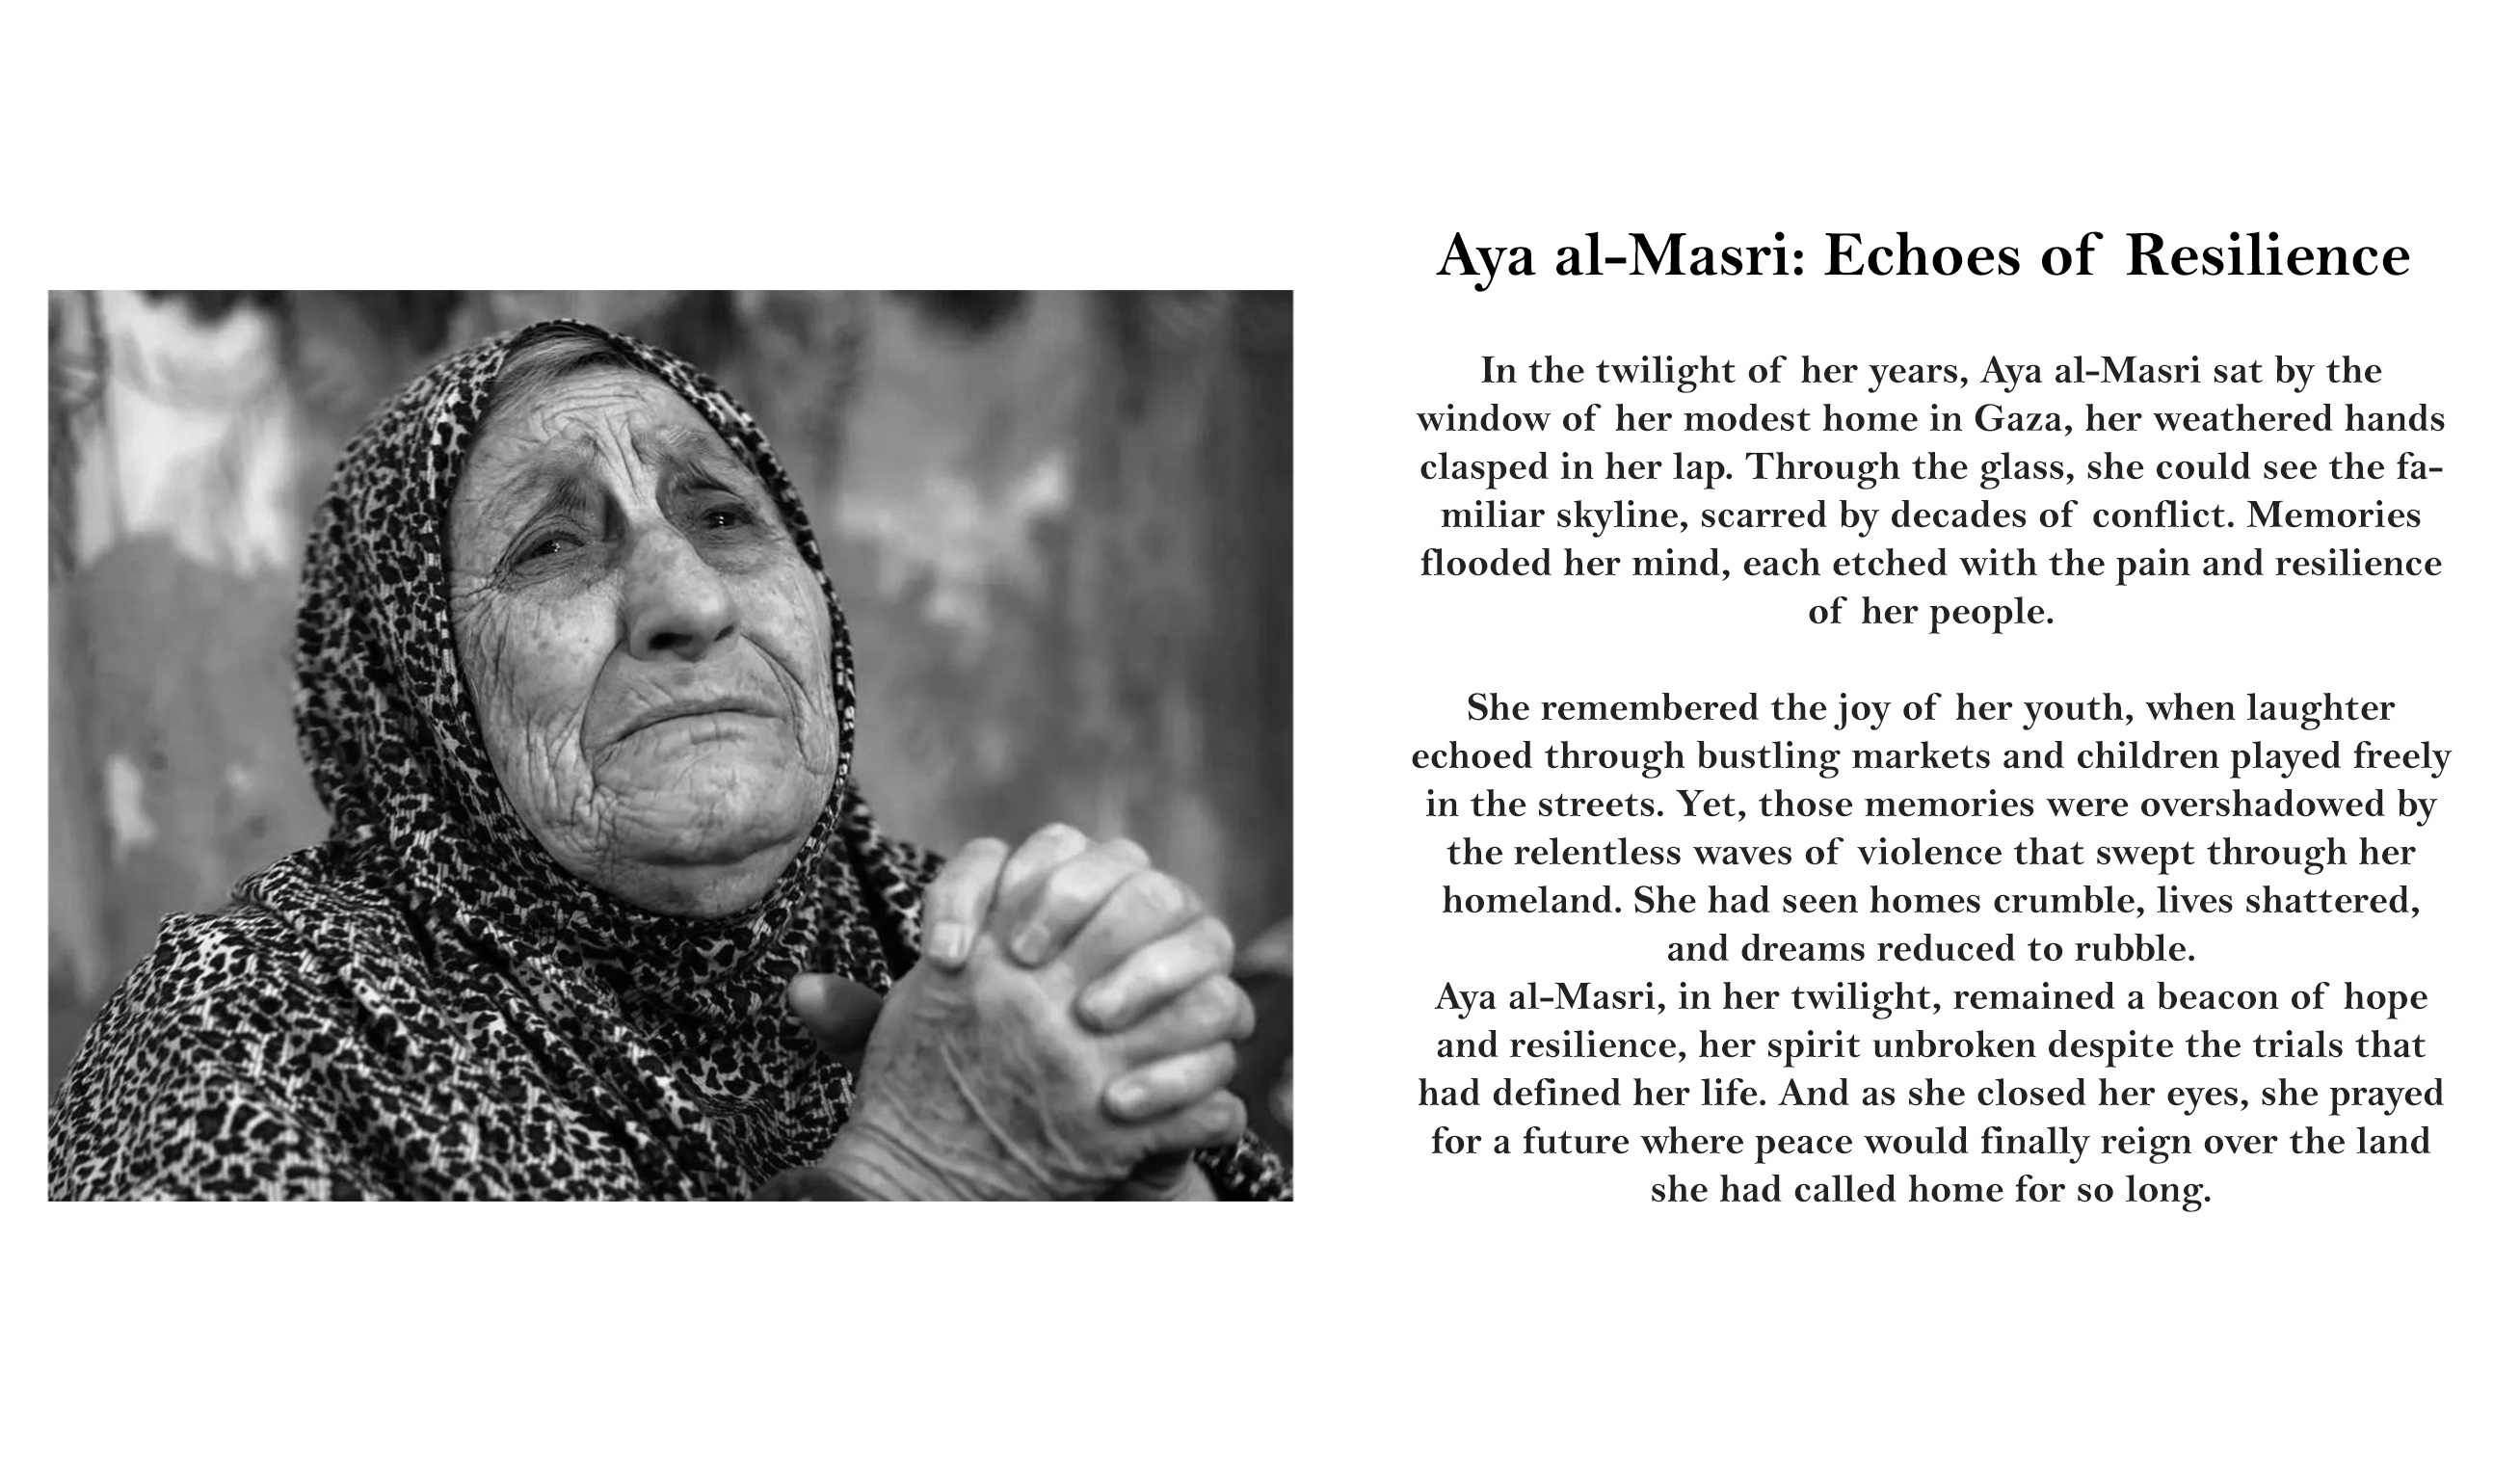 Aya al-Masri: Echoes of Resilience
In the twilight of her years, Aya al-Masri sat by the
window of her modest home in Gaza, her weathered hands
clasped in her lap. Through the glass, she could see the fa-
miliar skyline, scarred by decades of conflict. Memories
flooded her mind, each etched with the pain and resilience
of her people.
She remembered the joy of her youth, when laughter
echoed through bustling markets and children played freely
in the streets. Yet, those memories were overshadowed by
the relentless waves of violence that swept through her
homeland. She had seen homes crumble, lives shattered,
and dreams reduced to rubble.
Aya al-Masri, in her twilight, remained a beacon of hope
and resilience, her spirit unbroken despite the trials that
had defined her life. And as she closed her eyes, she prayed
for a future where peace would finally reign over the land
she had called home for so long.